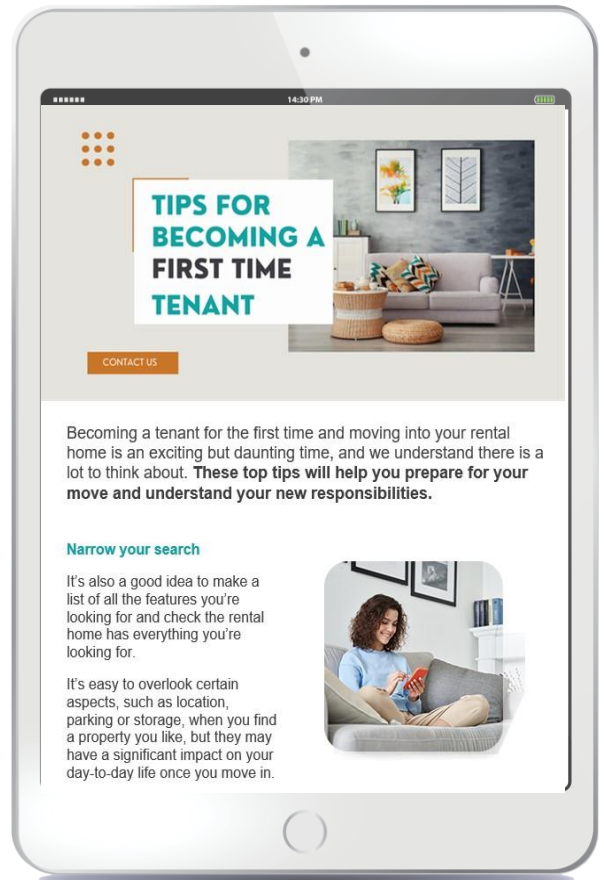 14:30 PM
TIPS FOR
BECOMING A
FIRST TIME
TENANT
CONTACT US
Becoming a tenant for the first time and moving into your rental
home is an exciting but daunting time, and we understand there is a
lot to think about. These top tips will help you prepare for your
move and understand your new responsibilities.
Narrow your search
It's also a good idea to make a
list of all the features you're
looking for and check the rental
home has everything you're
looking for.
It's easy to overlook certain
aspects, such as location,
parking or storage, when you find
a property you like, but they may
have a significant impact on your
day-to-day life once you move in.